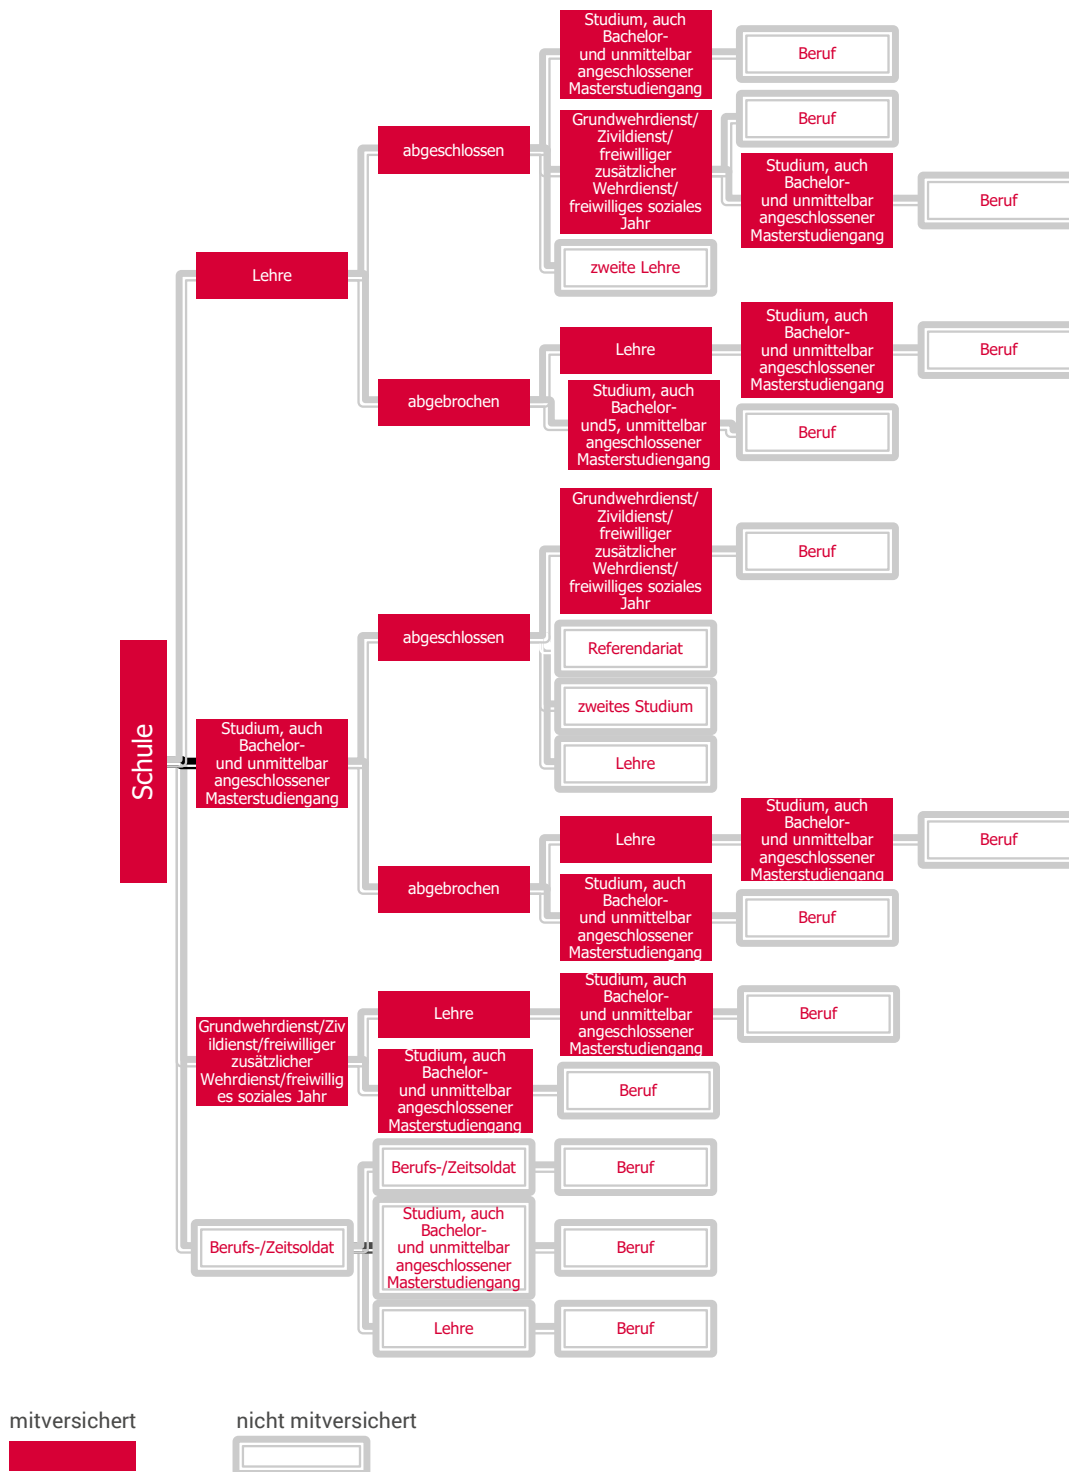 Studium, auch
Bachelor-
und unmittelbar
angeschlossener
Masterstudiengang
Beruf
Grundwehrdienst/
Zivildienst/
freiwilliger
zusätzlicher
Wehrdienst/
freiwilliges soziales
Jahr
Beruf
abgeschlossen
Studium, auch
Bachelor-
und unmittelbar
angeschlossener
Masterstudiengang
Beruf
zweite Lehre
Lehre
Lehre
Studium, auch
Bachelor-
und unmittelbar
angeschlossener
Masterstudiengang
Beruf
abgebrochen
Studium, auch
Bachelor-
und5, unmittelbar
angeschlossener
Masterstudiengang
Beruf
Grundwehrdienst/
Zivildienst/
freiwilliger
zusätzlicher
Wehrdienst/
freiwilliges soziales
Jahr
Beruf
abgeschlossen
Referendariat
zweites Studium
Lehre
Schule
Studium, auch
Bachelor-
und unmittelbar
angeschlossener
Masterstudiengang
Lehre
Studium, auch
Bachelor-
und unmittelbar
angeschlossener
Masterstudiengang
Beruf
abgebrochen
Studium, auch
Bachelor-
und unmittelbar
angeschlossener
Masterstudiengang
Beruf
Grundwehrdienst/Ziv
ildienst/freiwilliger
zusätzlicher
Wehrdienst/freiwillig
es soziales Jahr
Lehre
Studium, auch
Bachelor-
und unmittelbar
angeschlossener
Masterstudiengang
Beruf
Studium, auch
Bachelor-
und unmittelbar
angeschlossener
Masterstudiengang
Beruf
Berufs-/Zeitsoldat
Berufs-/Zeitsoldat
Beruf
Studium, auch
Bachelor-
und unmittelbar
angeschlossener
Masterstudiengang
Beruf
Lehre
Beruf
mitversichert
nicht mitversichert